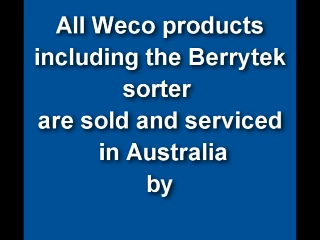 All Weco products
including the Berrytek
sorter
are sold and serviced
in Australia
by